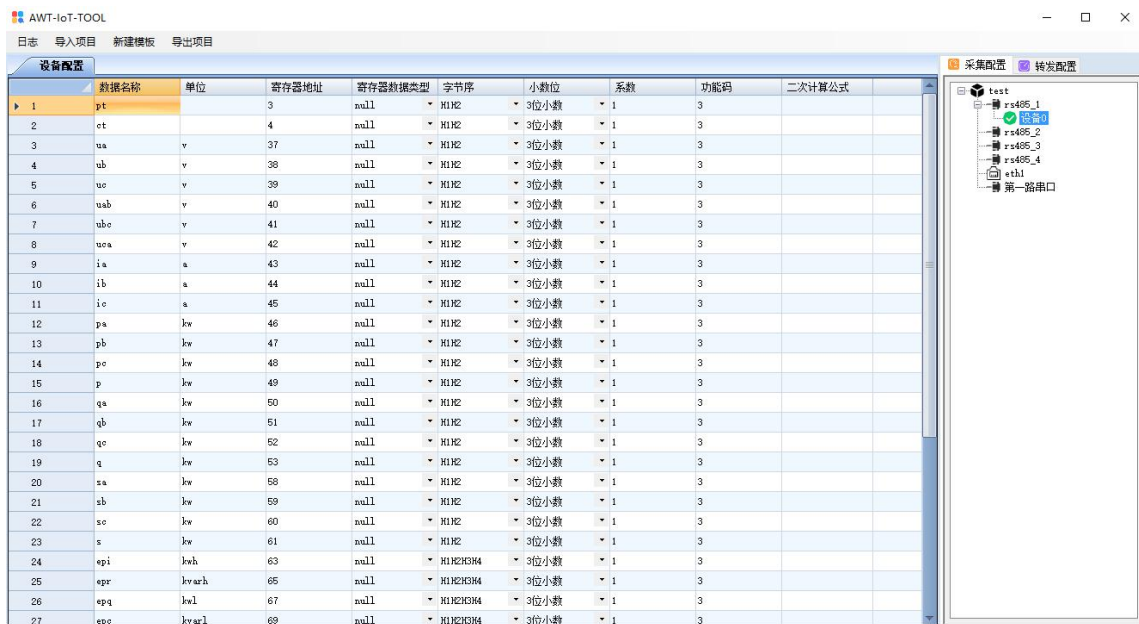 AWT-IoT-TOOL
日志 导入项目 新建模板 导出项目
设备配置
数据名称 单位 寄存器地址 寄存器数据类型 字节序 小数位 系数 功能码 二次计算公式
1 pt 3 null H1H2 3位小数 1 3
2 ct 4 null H1H2 3位小数 1 3
3 ua v 37 null H1H2 3位小数 1 3
4 ub v 38 null H1H2 3位小数 1 3
5 uc v 39 null H1H2 3位小数 1 3
6 uab v 40 null H1H2 3位小数 1 3
7 ubc v 41 null H1H2 3位小数 1 3
8 uca v 42 null H1H2 3位小数 1 3
9 ia a 43 null H1H2 3位小数 1 3
10 ib a 44 null H1H2 3位小数 1 3
11 ic a 45 null H1H2 3位小数 1 3
12 pa kw 46 null H1H2 3位小数 1 3
13 pb kw 47 null H1H2 3位小数 1 3
14 pc kw 48 null H1H2 3位小数 1 3
15 p kw 49 null H1H2 3位小数 1 3
16 qa kw 50 null H1H2 3位小数 1 3
17 qb kw 51 null H1H2 3位小数 1 3
18 qc kw 52 null H1H2 3位小数 1 3
19 q kw 53 null H1H2 3位小数 1 3
20 sa kw 58 null H1H2 3位小数 1 3
21 sb kw 59 null H1H2 3位小数 1 3
22 sc kw 60 null H1H2 3位小数 1 3
23 s kw 61 null H1H2 3位小数 1 3
24 epi kwh 63 null H1H2H3H4 3位小数 1 3
25 epr kvarh 65 null H1H2H3H4 3位小数 1 3
26 epq kwl 67 null H1H2H3H4 3位小数 1 3
27 epc kvarl 69 null H1H2H3H4 3位小数 1 3
采集配置 转发配置
test
rs485_1
设备0
rs485_2
rs485_3
rs485_4
eth1
第一路串口